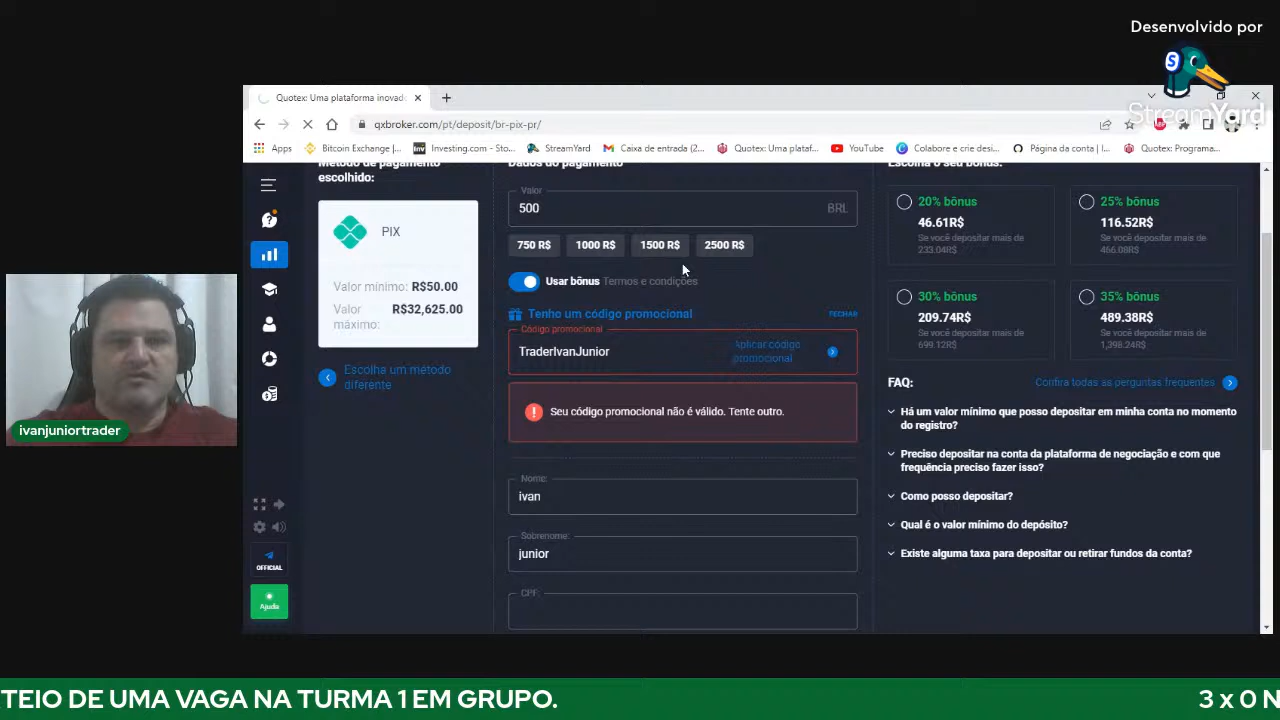 Desenvolvido por
StreamYard
Quotex: Uma plataforma inovad
qxbroker.com/pt/deposit/br-pix-pr/
Apps
Bitcoin Exchange |...
Investing.com - Sto...
StreamYard
Caixa de entrada (2...
Quotex: Uma plataf...
YouTube
Colabore e crie desi...
Página da conta | I...
Quotex: Programa...
Método de pagamento
escolhido:
PIX
Valor mínimo: R$50.00
Valor
máximo:
R$32,625.00
Escolha um método
diferente
Dados do pagamento
Valor
500
BRL
750 R$
1000 R$
1500 R$
2500 R$
Usar bônus Termos e condições
Tenho um código promocional
FECHAR
Código promocional
TraderIvanJunior
Aplicar código
promocional
Seu código promocional não é válido. Tente outro.
Nome:
ivan
Sobrenome:
junior
CPF:
Escolha o seu bônus:
20% bônus
46.61R$
Se você depositar mais de
233.04R$
25% bônus
116.52R$
Se você depositar mais de
466.08R$
30% bônus
209.74R$
Se você depositar mais de
699.12R$
35% bônus
489.38R$
Se você depositar mais de
1,398.24R$
FAQ:
Confira todas as perguntas frequentes
Há um valor mínimo que posso depositar em minha conta no momento
do registro?
Preciso depositar na conta da plataforma de negociação e com que
frequência preciso fazer isso?
Como posso depositar?
Qual é o valor mínimo do depósito?
Existe alguma taxa para depositar ou retirar fundos da conta?
OFFICIAL
Ajuda
ivanjuniortrader
TEIO DE UMA VAGA NA TURMA 1 EM GRUPO.
3 x 0 N